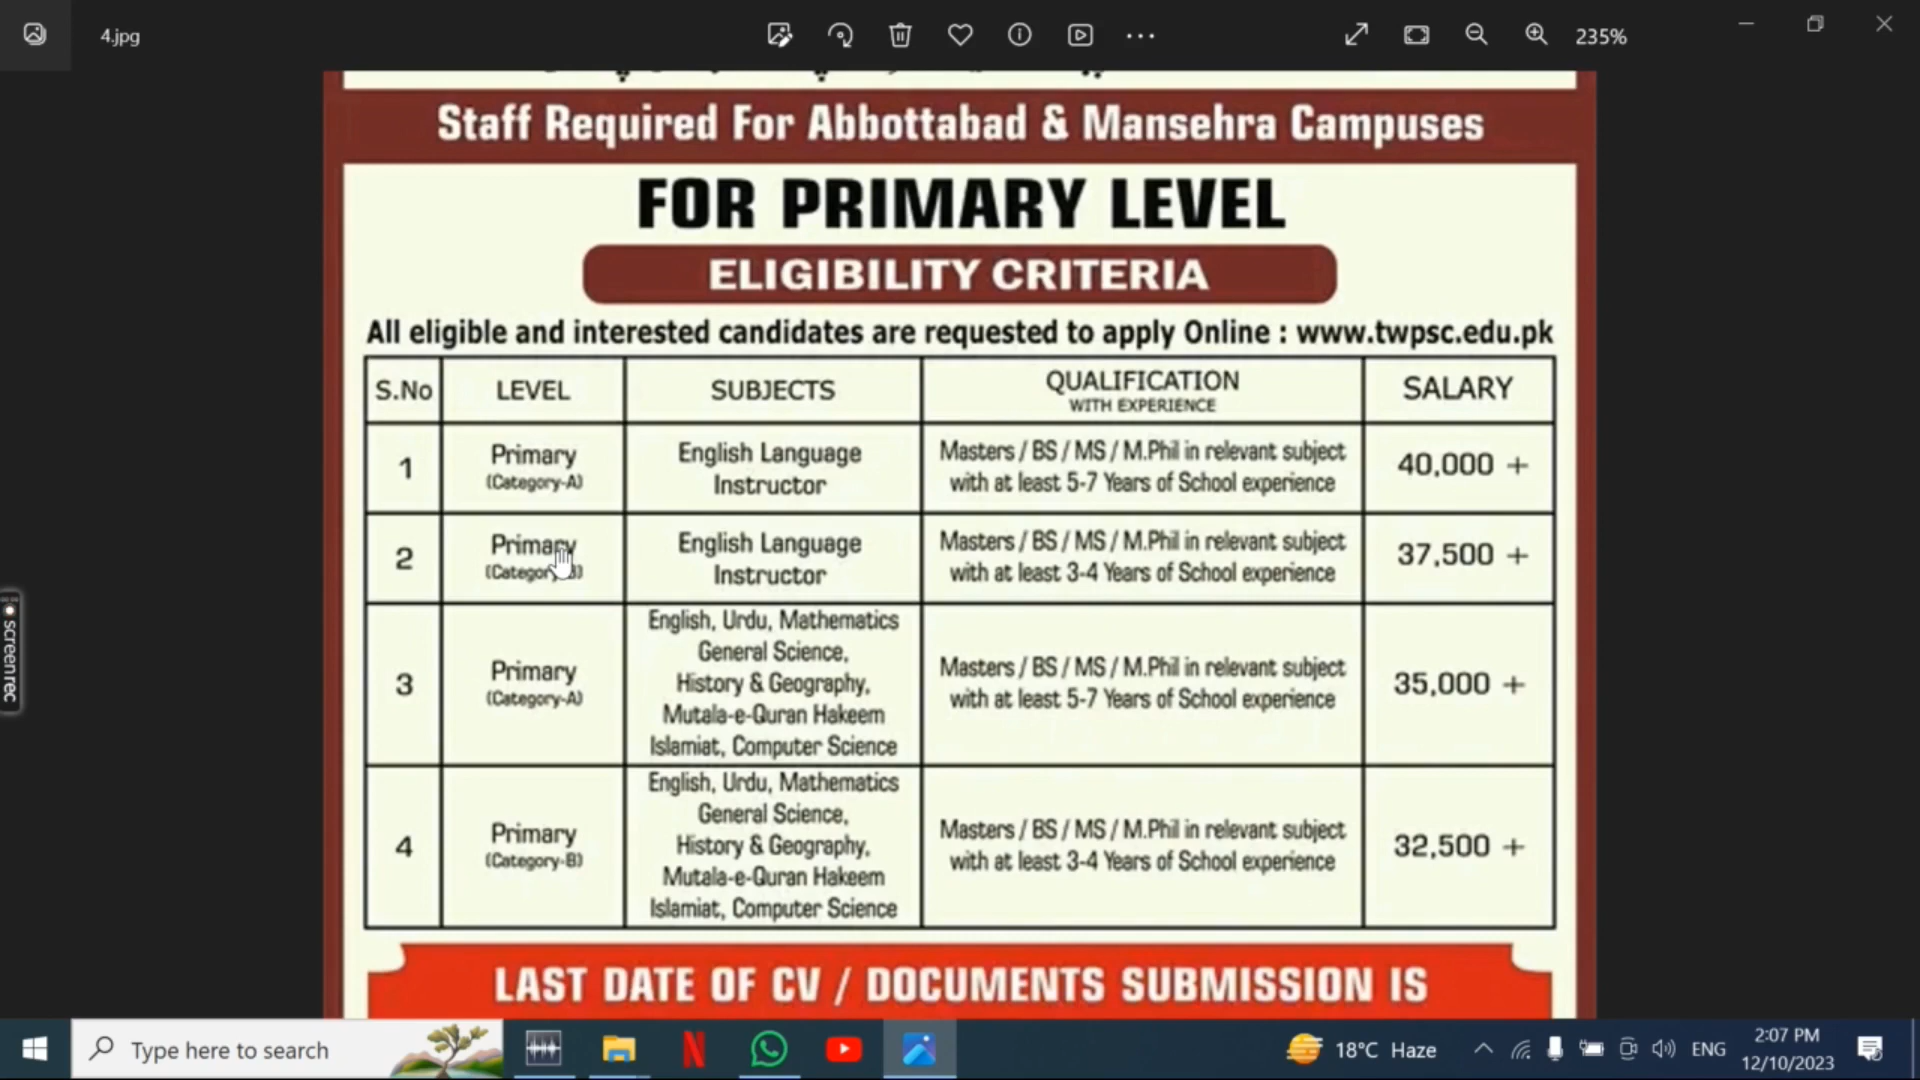 4.jpg
235%
Staff Required For Abbottabad & Mansehra Campuses
FOR PRIMARY LEVEL
ELIGIBILITY CRITERIA
All eligible and interested candidates are requested to apply Online : www.twpsc.edu.pk
S.No LEVEL SUBJECTS QUALIFICATION WITH EXPERIENCE SALARY
1
Primary
(Category-A)
English Language
Instructor
Masters / BS / MS / M.Phil in relevant subject
with at least 5-7 Years of School experience
40,000 +
2
Primary
(Category-B)
English Language
Instructor
Masters / BS / MS / M.Phil in relevant subject
with at least 3-4 Years of School experience
37,500 +
3
Primary
(Category-A)
English, Urdu, Mathematics
General Science,
History & Geography,
Mutala-e-Quran Hakeem
Islamiat, Computer Science
Masters / BS / MS / M.Phil in relevant subject
with at least 5-7 Years of School experience
35,000 +
4
Primary
(Category-B)
English, Urdu, Mathematics
General Science,
History & Geography,
Mutala-e-Quran Hakeem
Islamiat, Computer Science
Masters / BS / MS / M.Phil in relevant subject
with at least 3-4 Years of School experience
32,500 +
LAST DATE OF CV / DOCUMENTS SUBMISSION IS
screenrec
Type here to search
18°C Haze
ENG
2:07 PM
12/10/2023